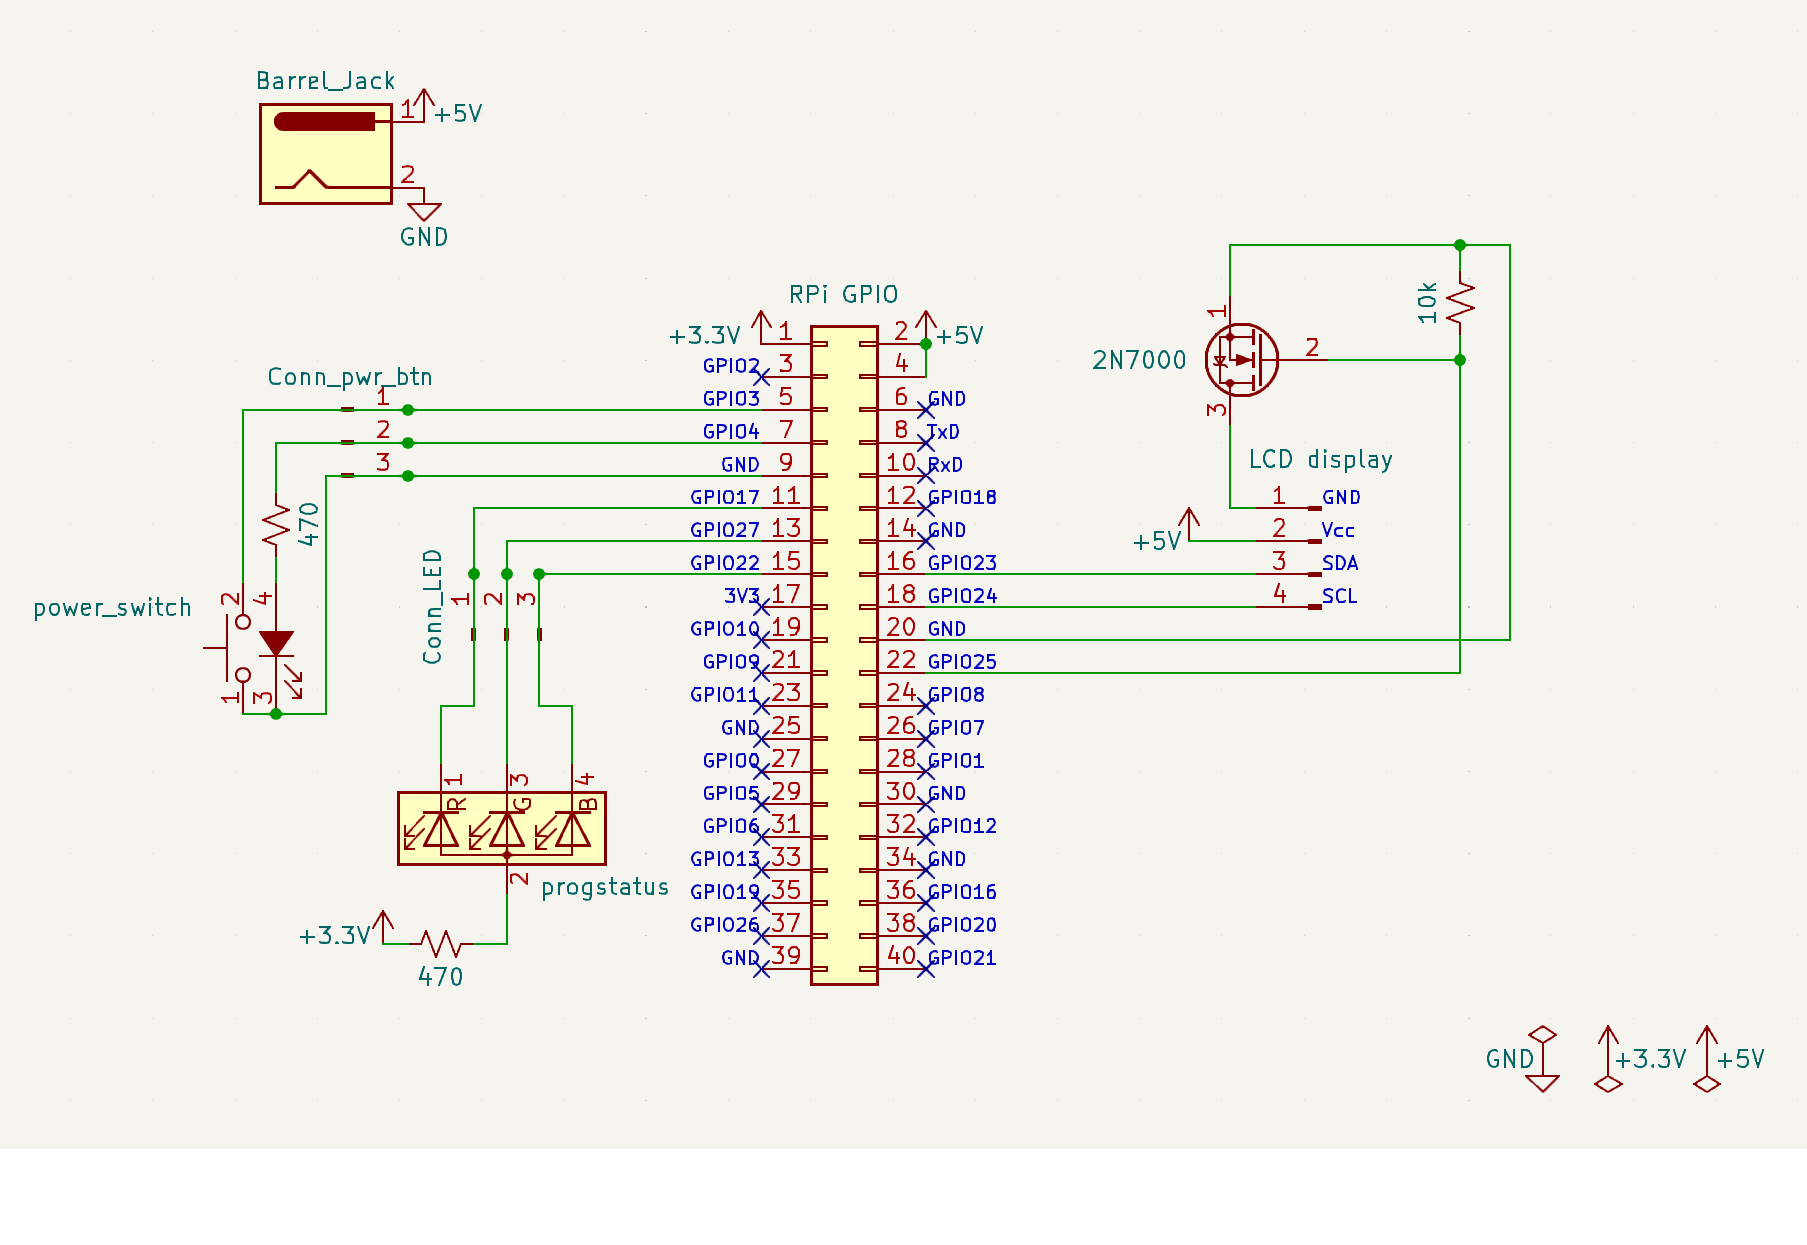 Barrel_Jack
1
+5V
2
GND
RPi GPIO
+3.3V
1
2
+5V
GPIO2
3
4
GPIO3
5
6
GND
GPIO4
7
8
TxD
GND
9
10
RxD
GPIO17
11
12
GPIO18
GPIO27
13
14
GND
GPIO22
15
16
GPIO23
3V3
17
18
GPIO24
GPIO10
19
20
GND
GPIO9
21
22
GPIO25
GPIO11
23
24
GPIO8
GND
25
26
GPIO7
GPIO0
27
28
GPIO1
GPIO5
29
30
GND
GPIO6
31
32
GPIO12
GPIO13
33
34
GND
GPIO19
35
36
GPIO16
GPIO26
37
38
GPIO20
GND
39
40
GPIO21
Conn_pwr_btn
1
2
3
470
power_switch
2
4
1
3
Conn_LED
1
2
3
1
3
4
R
G
B
2
progstatus
+3.3V
470
10k
1
2N7000
2
3
LCD display
1
GND
+5V
2
Vcc
3
SDA
4
SCL
GND
+3.3V
+5V